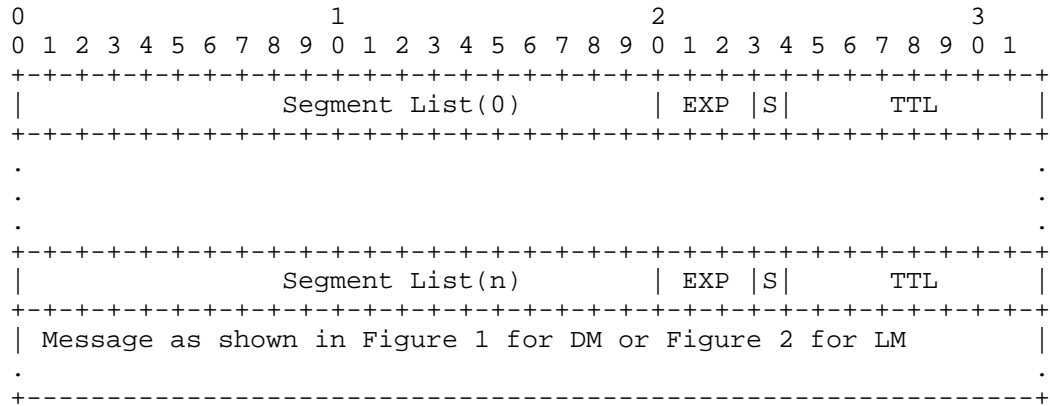 0                   1                   2                   3
0 1 2 3 4 5 6 7 8 9 0 1 2 3 4 5 6 7 8 9 0 1 2 3 4 5 6 7 8 9 0 1
+-+-+-+-+-+-+-+-+-+-+-+-+-+-+-+-+-+-+-+-+-+-+-+-+-+-+-+-+-+-+-+-+
|                Segment List(0)        | EXP |S|      TTL      |
+-+-+-+-+-+-+-+-+-+-+-+-+-+-+-+-+-+-+-+-+-+-+-+-+-+-+-+-+-+-+-+-+
.                                                               .
.                                                               .
.                                                               .
+-+-+-+-+-+-+-+-+-+-+-+-+-+-+-+-+-+-+-+-+-+-+-+-+-+-+-+-+-+-+-+-+
|                Segment List(n)        | EXP |S|      TTL      |
+-+-+-+-+-+-+-+-+-+-+-+-+-+-+-+-+-+-+-+-+-+-+-+-+-+-+-+-+-+-+-+-+
| Message as shown in Figure 1 for DM or Figure 2 for LM        |
.                                                               .
+---------------------------------------------------------------+